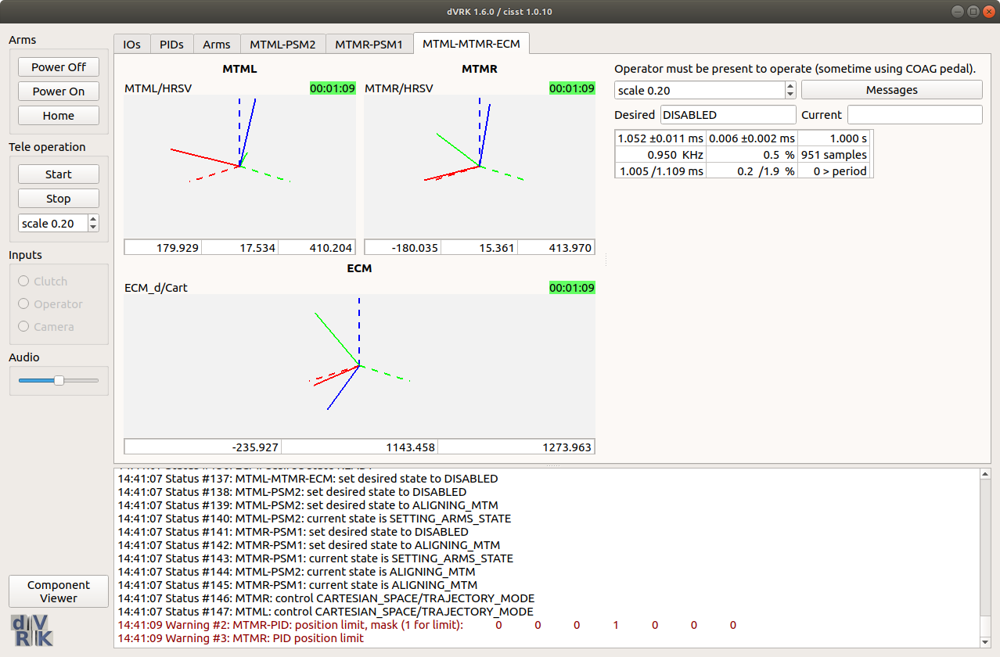 dVRK 1.6.0 / cisst 1.0.10
Arms
Power Off
Power On
Home
Tele operation
Start
Stop
scale 0.20
Inputs
Clutch
Operator
Camera
Audio
Component
Viewer
dVRK
IOs PIDs Arms MTML-PSM2 MTMR-PSM1 MTML-MTMR-ECM
MTML
MTML/HRSV 00:01:09
179.929 17.534 410.204
MTMR
MTMR/HRSV 00:01:09
-180.035 15.361 413.970
ECM
ECM_d/Cart 00:01:09
-235.927 1143.458 1273.963
Operator must be present to operate (sometime using COAG pedal).
scale 0.20 Messages
Desired DISABLED Current
1.052 ±0.011 ms 0.006 ±0.002 ms 1.000 s
0.950 KHz 0.5 % 951 samples
1.005 /1.109 ms 0.2 /1.9 % 0 > period
14:41:07 Status #137: MTML-MTMR-ECM: set desired state to DISABLED
14:41:07 Status #138: MTML-PSM2: set desired state to DISABLED
14:41:07 Status #139: MTML-PSM2: set desired state to ALIGNING_MTM
14:41:07 Status #140: MTML-PSM2: current state is SETTING_ARMS_STATE
14:41:07 Status #141: MTMR-PSM1: set desired state to DISABLED
14:41:07 Status #142: MTMR-PSM1: set desired state to ALIGNING_MTM
14:41:07 Status #143: MTMR-PSM1: current state is SETTING_ARMS_STATE
14:41:07 Status #144: MTML-PSM2: current state is ALIGNING_MTM
14:41:07 Status #145: MTMR-PSM1: current state is ALIGNING_MTM
14:41:07 Status #146: MTMR: control CARTESIAN_SPACE/TRAJECTORY_MODE
14:41:07 Status #147: MTML: control CARTESIAN_SPACE/TRAJECTORY_MODE
14:41:09 Warning #2: MTMR-PID: position limit, mask (1 for limit): 0 0 0 1 0 0 0
14:41:09 Warning #3: MTMR: PID position limit